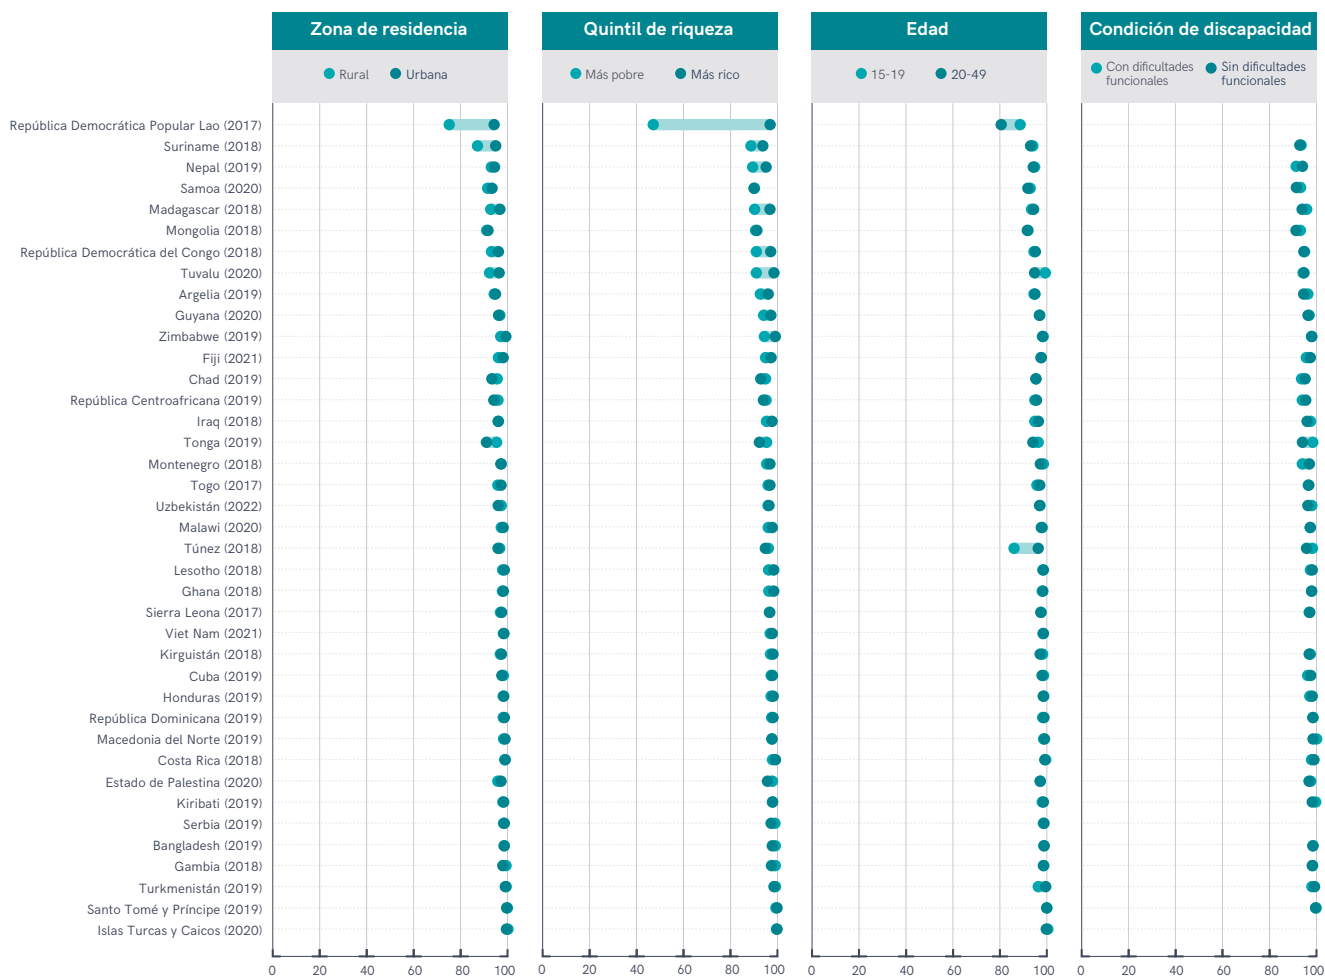 Zona de residencia
Quintil de riqueza
Edad
Condición de discapacidad
Rural
Urbana
Más pobre
Más rico
15-19
20-49
Con dificultades
funcionales
Sin dificultades
funcionales
República Democrática Popular Lao (2017)
Suriname (2018)
Nepal (2019)
Samoa (2020)
Madagascar (2018)
Mongolia (2018)
República Democrática del Congo (2018)
Tuvalu (2020)
Argelia (2019)
Guyana (2020)
Zimbabwe (2019)
Fiji (2021)
Chad (2019)
República Centroafricana (2019)
Iraq (2018)
Tonga (2019)
Montenegro (2018)
Togo (2017)
Uzbekistán (2022)
Malawi (2020)
Túnez (2018)
Lesotho (2018)
Ghana (2018)
Sierra Leona (2017)
Viet Nam (2021)
Kirguistán (2018)
Cuba (2019)
Honduras (2019)
República Dominicana (2019)
Macedonia del Norte (2019)
Costa Rica (2018)
Estado de Palestina (2020)
Kiribati (2019)
Serbia (2019)
Bangladesh (2019)
Gambia (2018)
Turkmenistán (2019)
Santo Tomé y Príncipe (2019)
Islas Turcas y Caicos (2020)
0 20 40 60 80 100
0 20 40 60 80 100
0 20 40 60 80 100
0 20 40 60 80 100